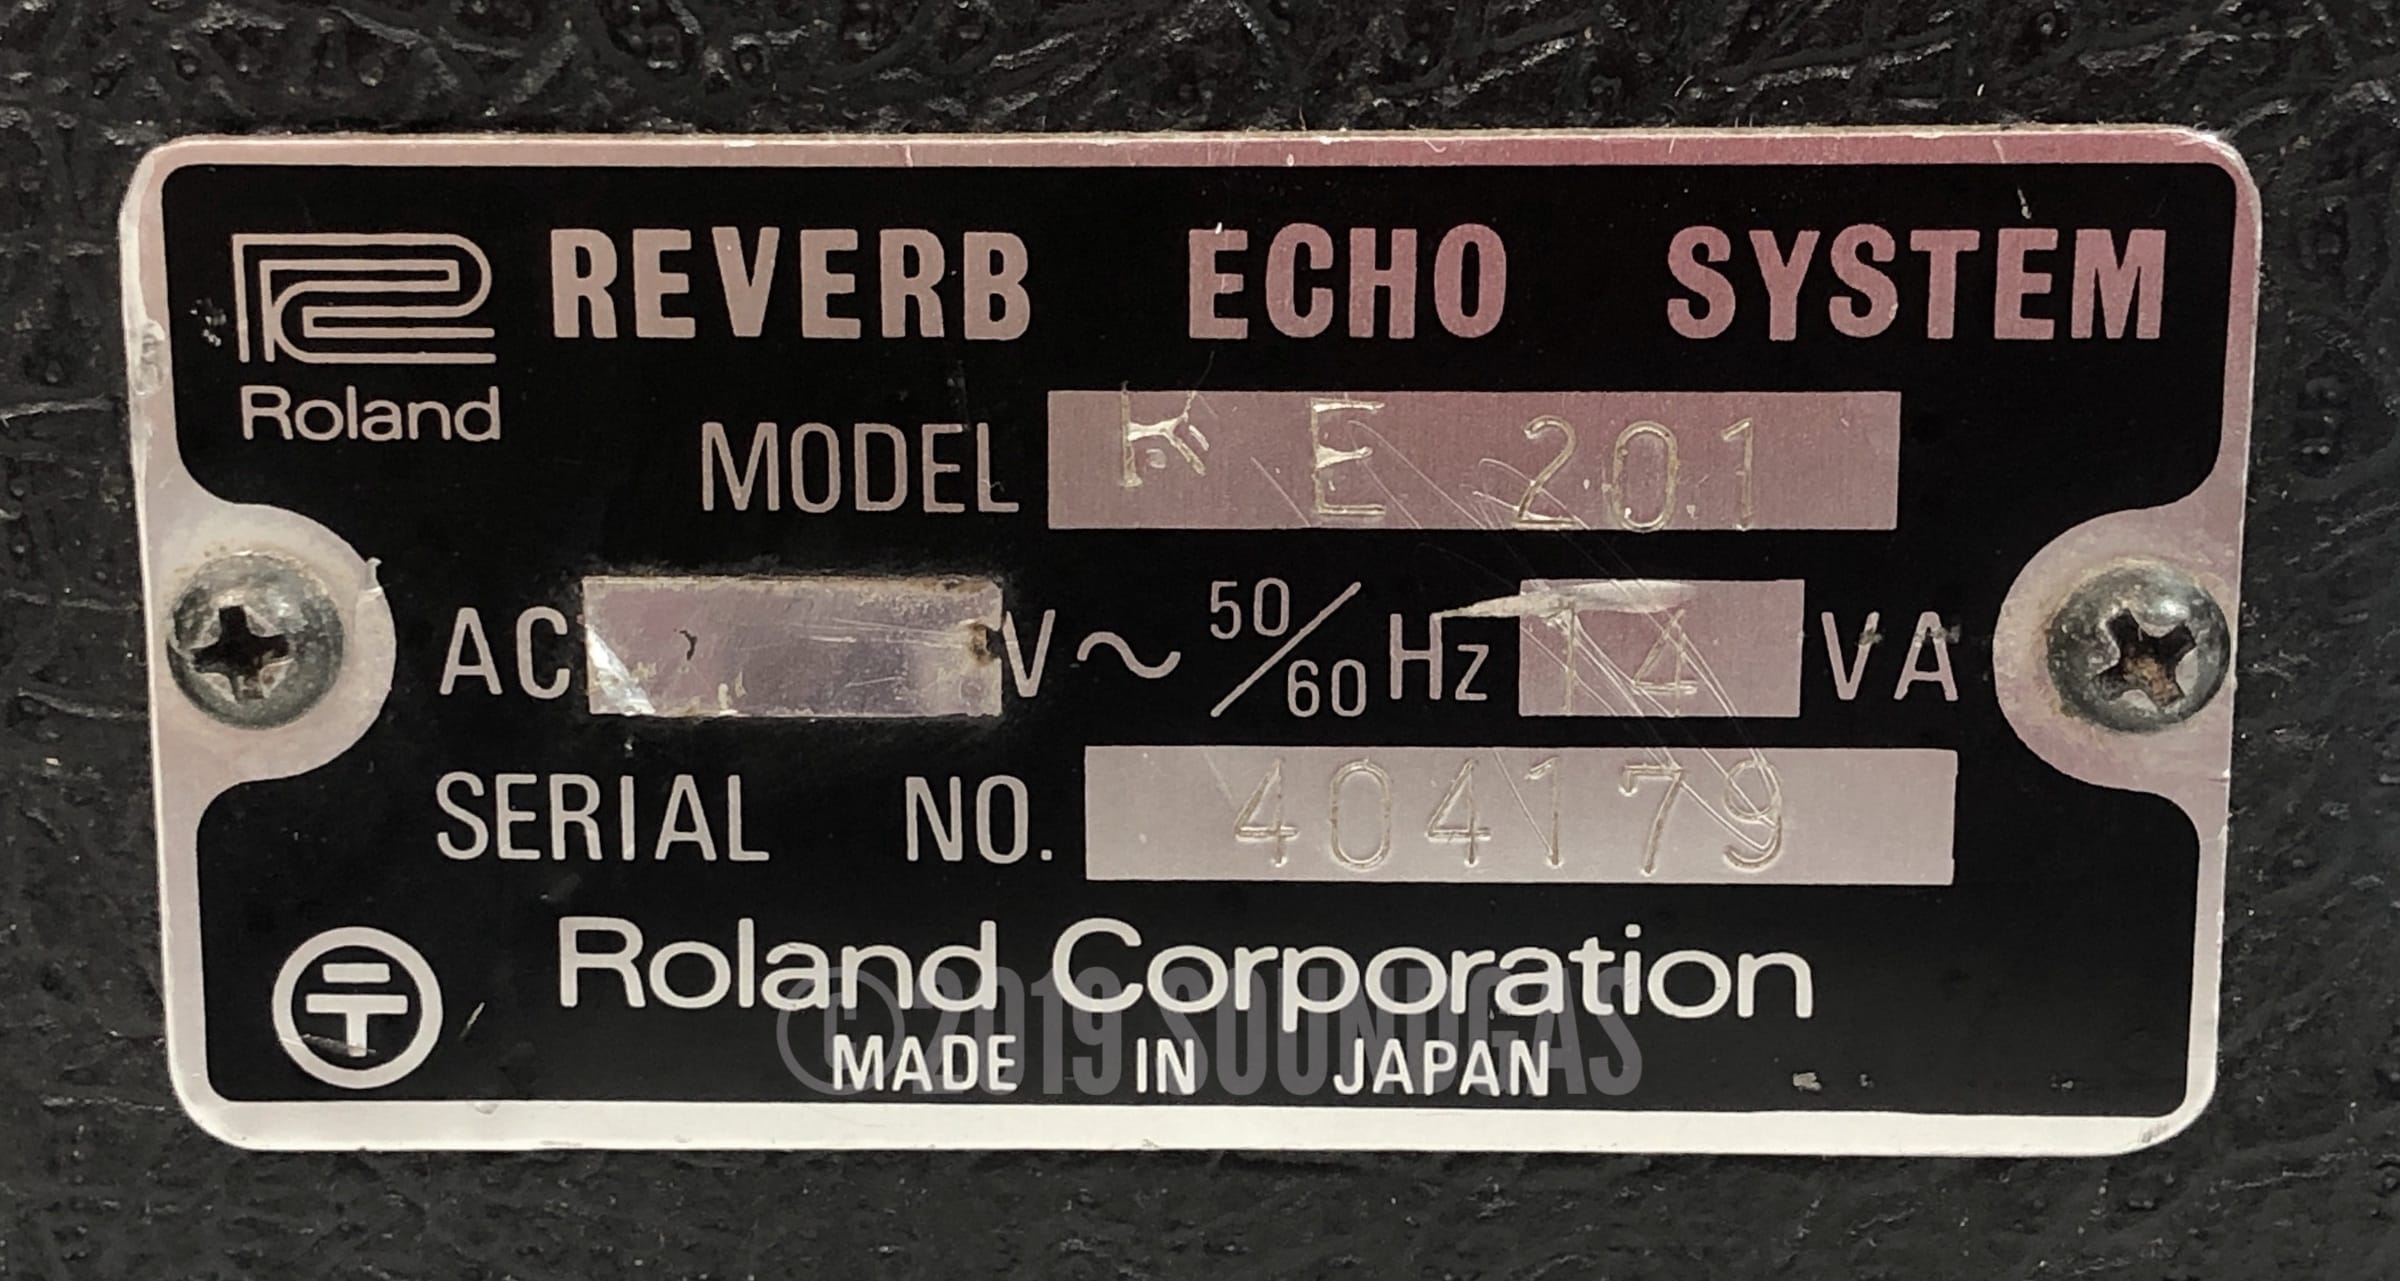 REVERB ECHO SYSTEM
Roland
MODEL RE 201
AC V ~ 50/60 Hz 14 VA
SERIAL NO. 404179
Roland Corporation
©2019 SOUNDGAS
MADE IN JAPAN